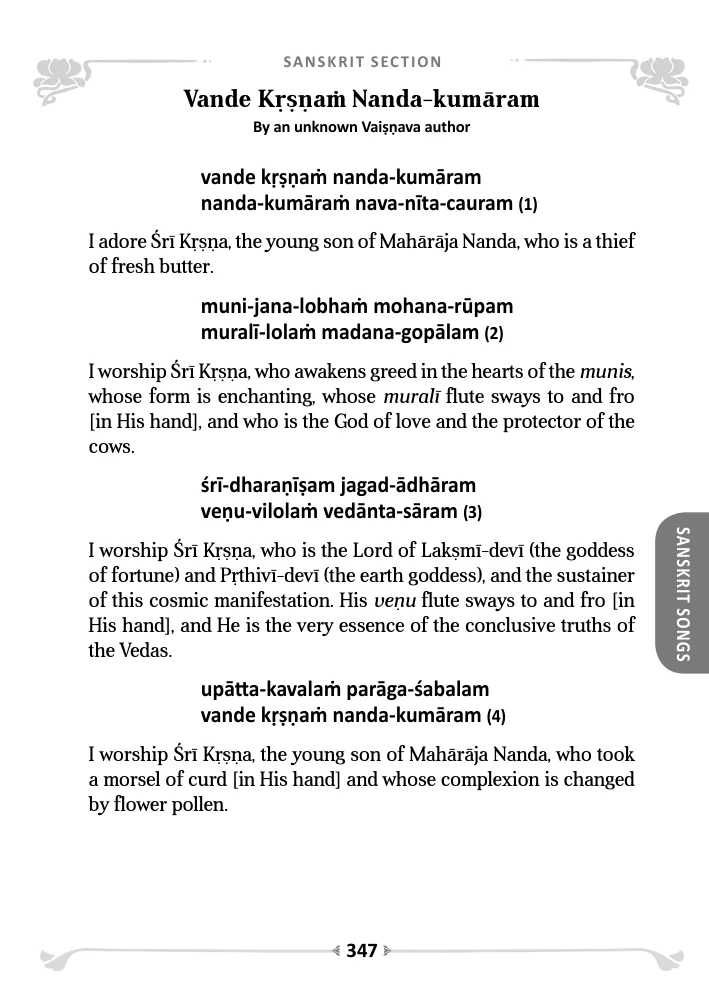 SANSKRIT SECTION
Vande Kṛṣṇaṁ Nanda-kumāram
By an unknown Vaiṣṇava author
vande kṛṣṇaṁ nanda-kumāram
nanda-kumāraṁ nava-nīta-cauram (1)
I adore Śrī Kṛṣṇa, the young son of Mahārāja Nanda, who is a thief
of fresh butter.
muni-jana-lobhaṁ mohana-rūpam
muralī-lolaṁ madana-gopālam (2)
I worship Śrī Kṛṣṇa, who awakens greed in the hearts of the munis,
whose form is enchanting, whose muralī flute sways to and fro
[in His hand], and who is the God of love and the protector of the
cows.
śrī-dharaṇīṣam jagad-ādhāram
veṇu-vilolaṁ vedānta-sāram (3)
I worship Śrī Kṛṣṇa, who is the Lord of Lakṣmī-devī (the goddess
of fortune) and Pṛthivī-devī (the earth goddess), and the sustainer
of this cosmic manifestation. His veṇu flute sways to and fro [in
His hand], and He is the very essence of the conclusive truths of
the Vedas.
upātta-kavalaṁ parāga-śabalam
vande kṛṣṇaṁ nanda-kumāram (4)
I worship Śrī Kṛṣṇa, the young son of Mahārāja Nanda, who took
a morsel of curd [in His hand] and whose complexion is changed
by flower pollen.
SANSKRIT SONGS
347